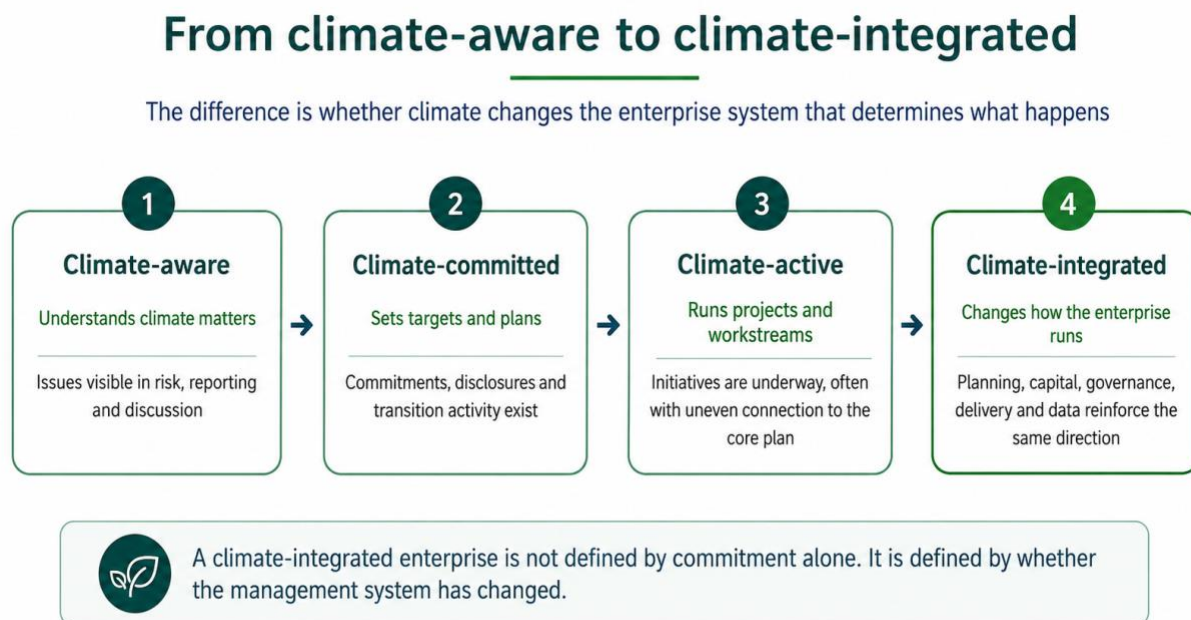 From climate-aware to climate-integrated
The difference is whether climate changes the enterprise system that determines what happens
1
Climate-aware
Understands climate matters
Issues visible in risk, reporting
and discussion
2
Climate-committed
Sets targets and plans
Commitments, disclosures and
transition activity exist
3
Climate-active
Runs projects and
workstreams
Initiatives are underway, often
with uneven connection to the
core plan
4
Climate-integrated
Changes how the enterprise
runs
Planning, capital, governance,
delivery and data reinforce the
same direction
A climate-integrated enterprise is not defined by commitment alone. It is defined by whether
the management system has changed.